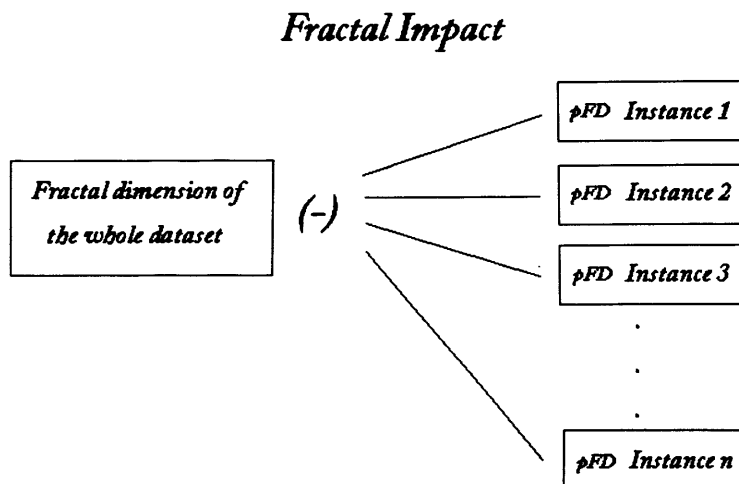 Fractal Impact
Fractal dimension of
the whole dataset
(-)
pFD Instance 1
pFD Instance 2
pFD Instance 3
.
.
.
pFD Instance n